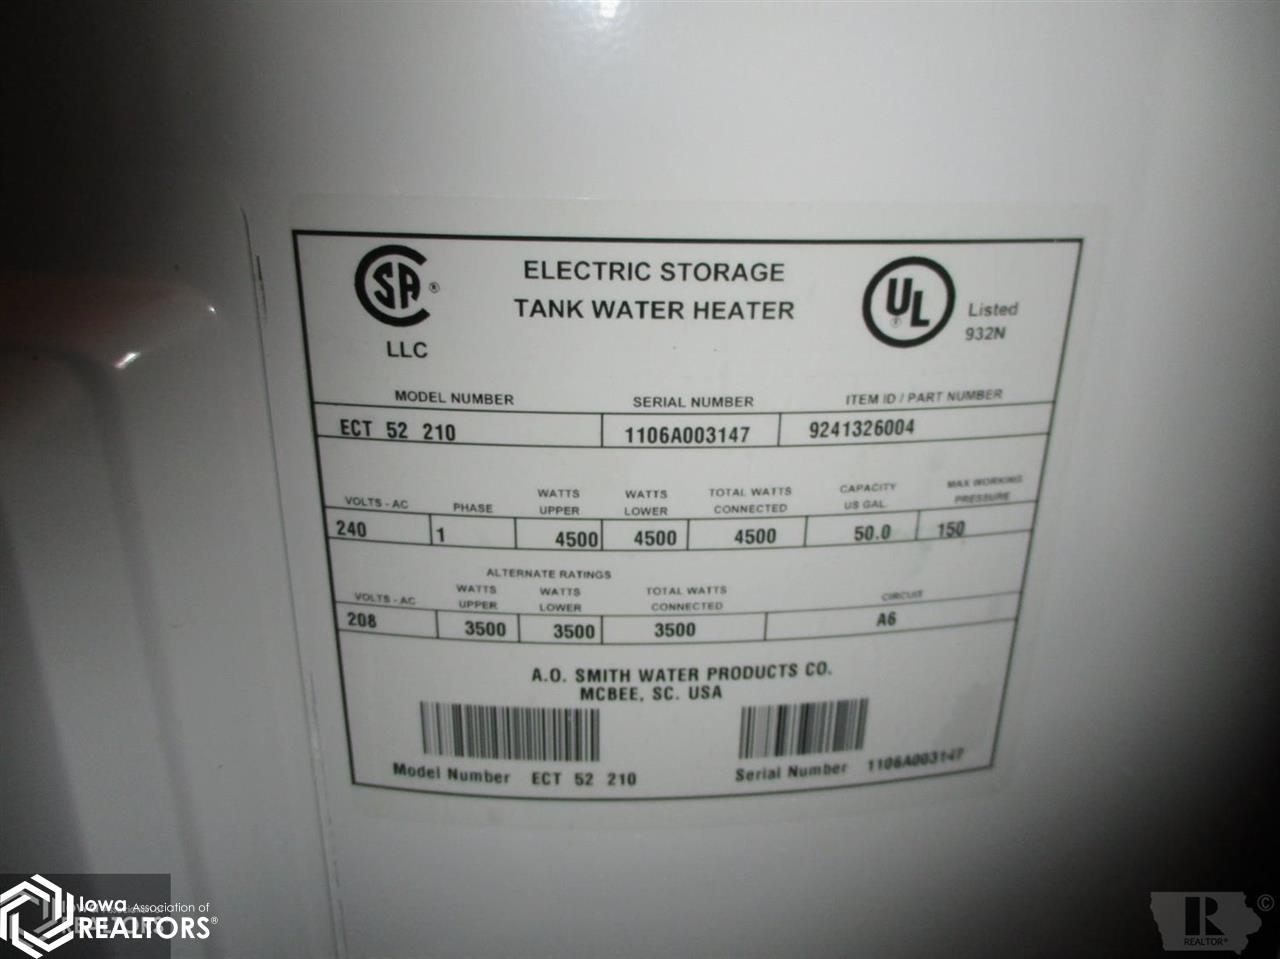 CSA ®
LLC
ELECTRIC STORAGE
TANK WATER HEATER
UL ®
Listed
932N
MODEL NUMBER SERIAL NUMBER ITEM ID / PART NUMBER
ECT 52 210 1106A003147 9241326004
VOLTS - AC PHASE WATTS UPPER WATTS LOWER TOTAL WATTS CONNECTED CAPACITY US GAL. MAX WORKING PRESSURE
240 1 4500 4500 4500 50.0 150
ALTERNATE RATINGS
VOLTS - AC WATTS UPPER WATTS LOWER TOTAL WATTS CONNECTED CIRCUIT
208 3500 3500 3500 A6
A.O. SMITH WATER PRODUCTS CO.
MCBEE, SC. USA
Model Number ECT 52 210 Serial Number 1106A003147
Iowa Association of
REALTORS®
R ©
REALTOR®